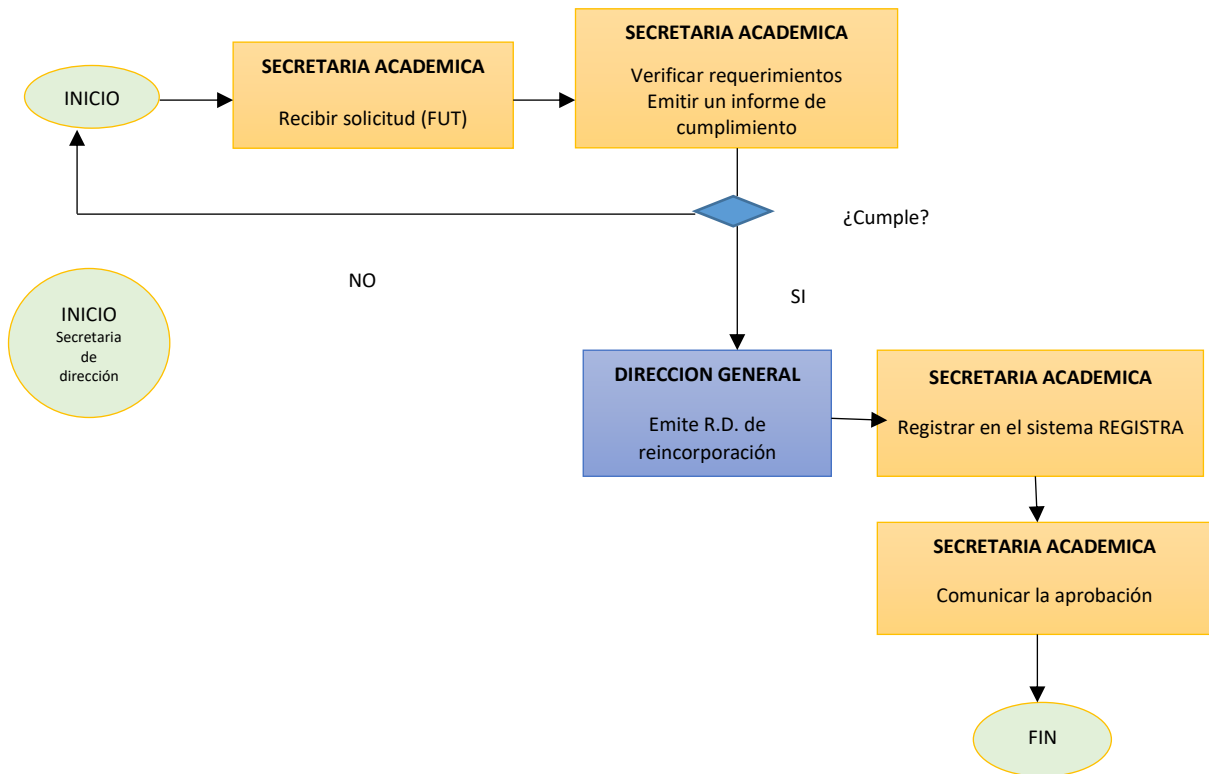 INICIO
SECRETARIA ACADEMICA
Recibir solicitud (FUT)
SECRETARIA ACADEMICA
Verificar requerimientos
Emitir un informe de
cumplimiento
¿Cumple?
NO
SI
INICIO
Secretaria
de
dirección
DIRECCION GENERAL
Emite R.D. de
reincorporación
SECRETARIA ACADEMICA
Registrar en el sistema REGISTRA
SECRETARIA ACADEMICA
Comunicar la aprobación
FIN